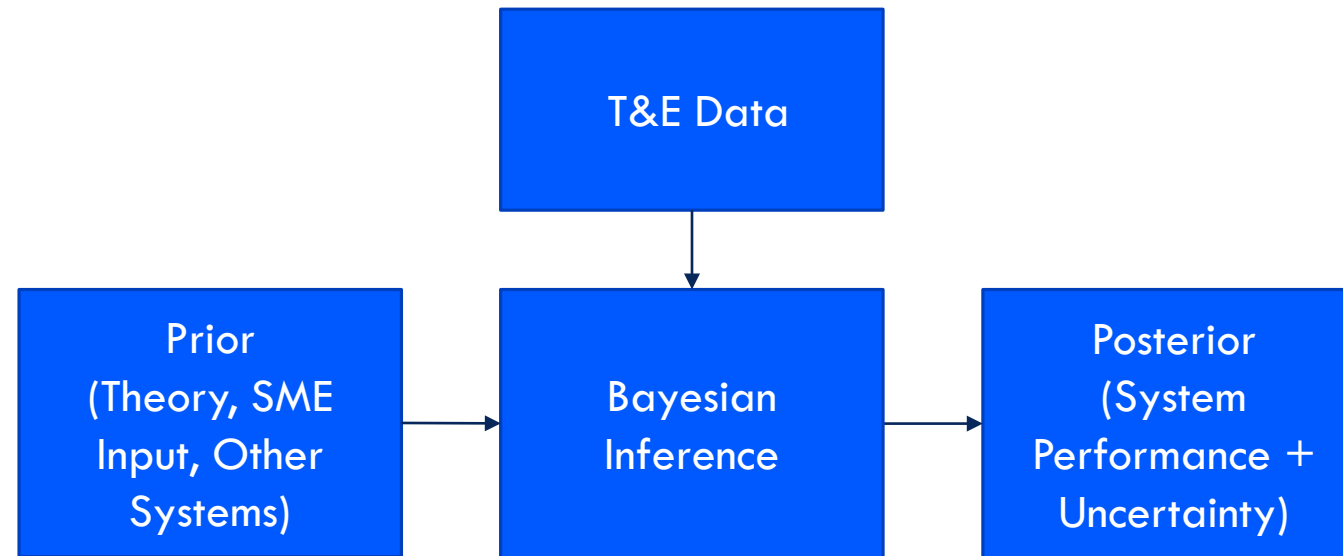 T&E Data
Prior
(Theory, SME
Input, Other
Systems)
Bayesian
Inference
Posterior
(System
Performance +
Uncertainty)